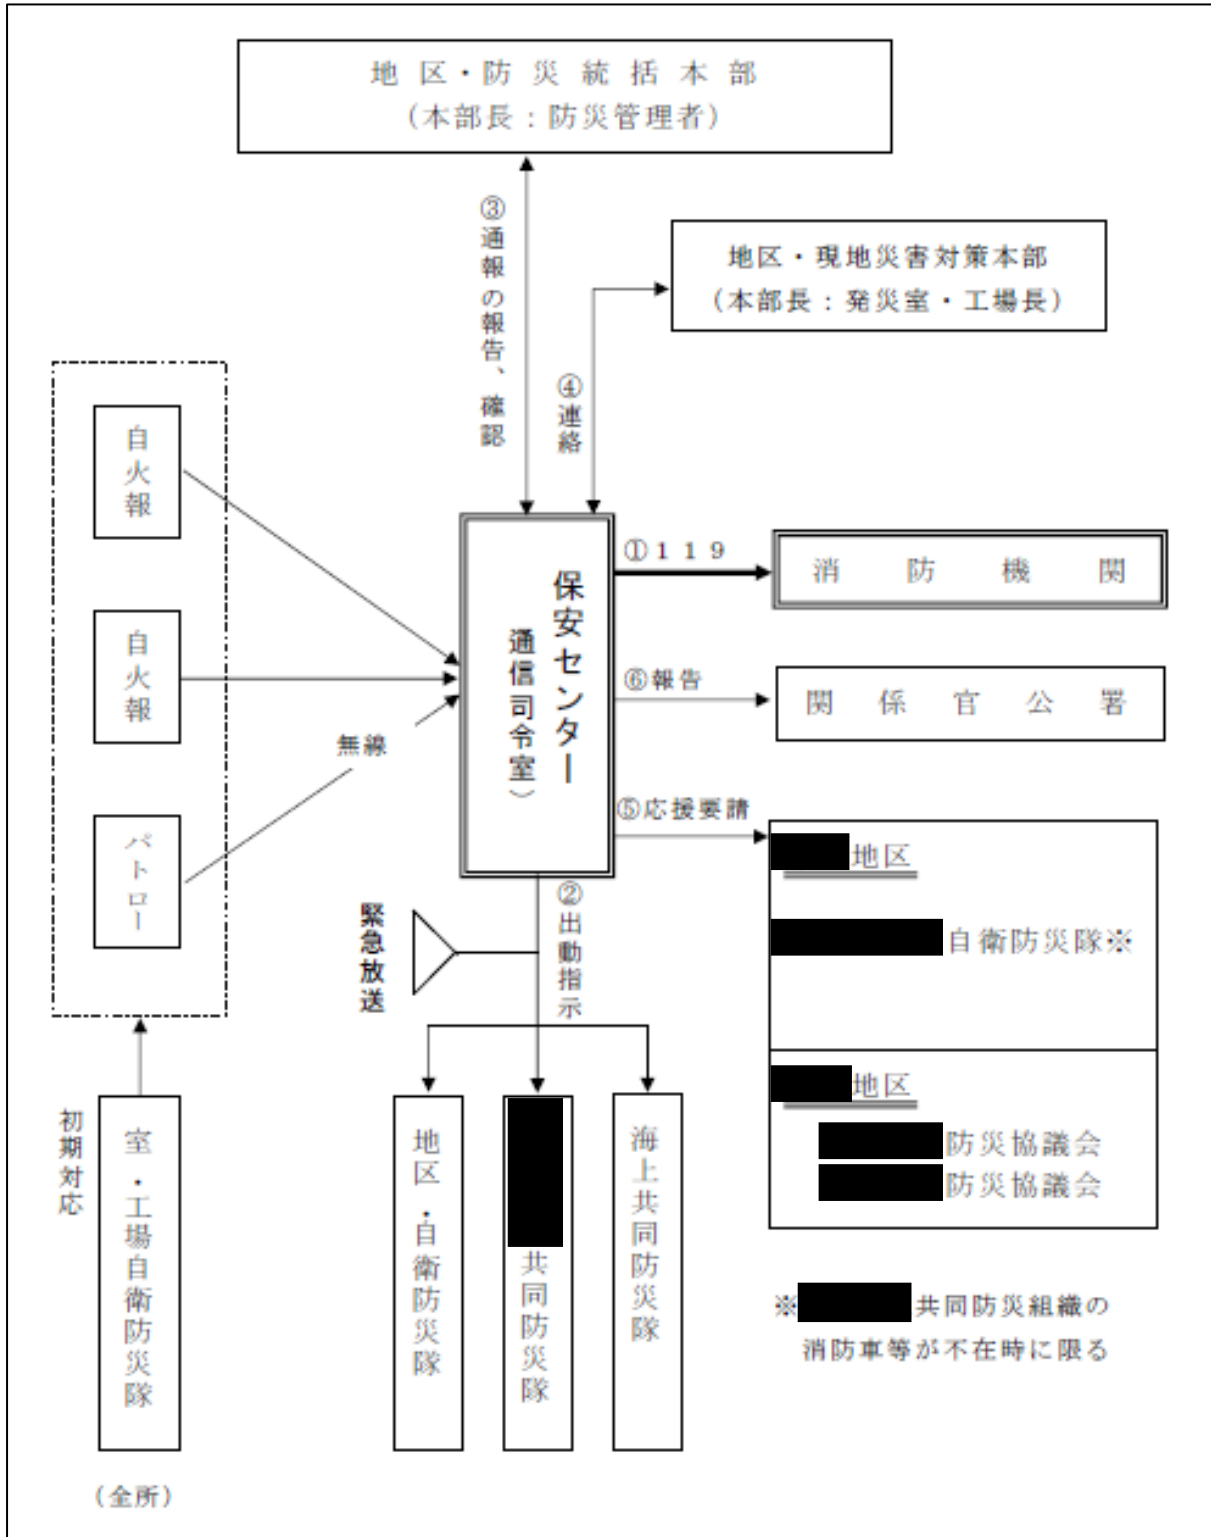 地区・防災統括本部
（本部長：防災管理者）
③通報の報告、確認
地区・現地災害対策本部
（本部長：発災室・工場長）
④連絡
自火報
自火報
パトロー
無線
保安センター
通信司令室）
①１１９
消防機関
⑥報告
関係官公署
⑤応援要請
地区
自衛防災隊※
地区
防災協議会
防災協議会
②出動指示
緊急放送
初期対応
室・工場自衛防災隊
地区・自衛防災隊
共同防災隊
海上共同防災隊
※共同防災組織の
消防車等が不在時に限る
（全所）